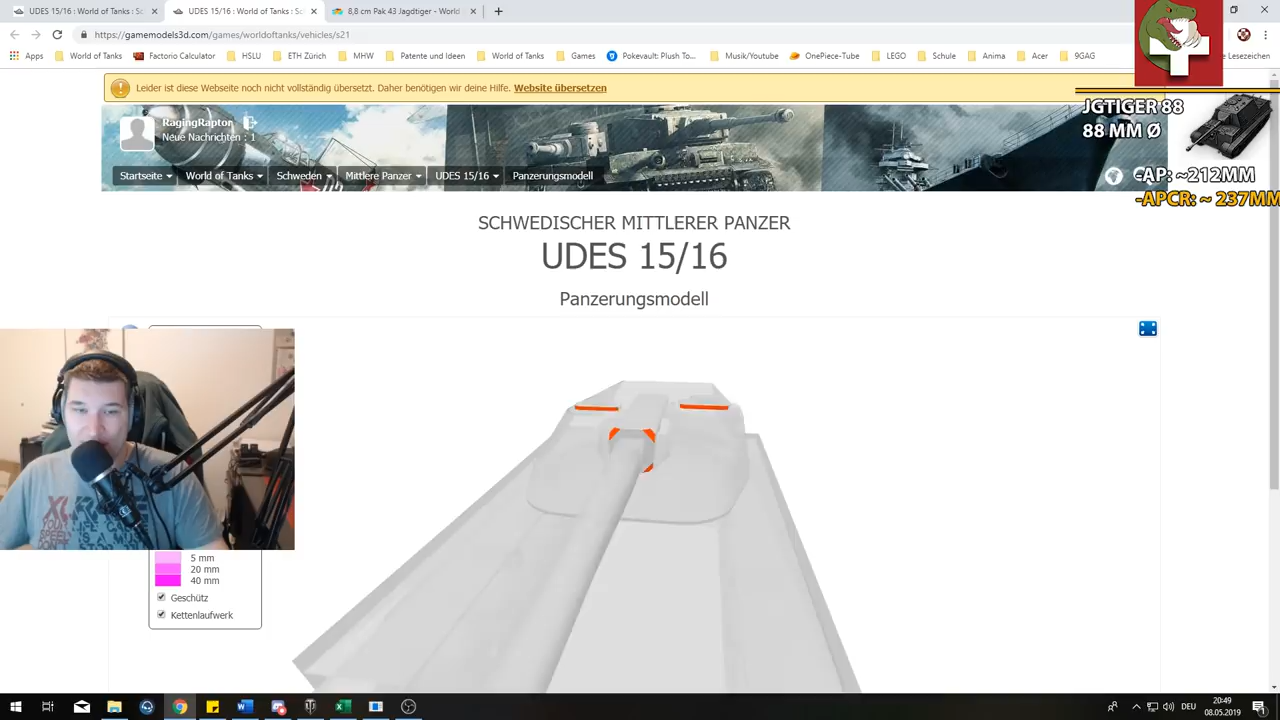 UDES 15/16 : World of Tanks : Sc
UDES 15/16 : World of Tanks : Sc
8,8 cm Pak 43 Jagdtiger - World
https://gamemodels3d.com/games/worldoftanks/vehicles/s21
Apps World of Tanks Factorio Calculator HSLU ETH Zürich MHW Patente und Ideen World of Tanks Games Pokevault: Plush To... Musik/Youtube OnePiece-Tube LEGO Schule Anima Acer 9GAG e Lesezeichen
Leider ist diese Webseite noch nicht vollständig übersetzt. Daher benötigen wir deine Hilfe. Website übersetzen
JGTIGER 88
88 MM Ø
-AP: ~212MM
-APCR: ~ 237MM
RagingRaptor
Neue Nachrichten : 1
Startseite World of Tanks Schweden Mittlere Panzer UDES 15/16 Panzerungsmodell
SCHWEDISCHER MITTLERER PANZER
UDES 15/16
Panzerungsmodell
5 mm
20 mm
40 mm
Geschütz
Kettenlaufwerk
DEU
20:49
08.05.2019